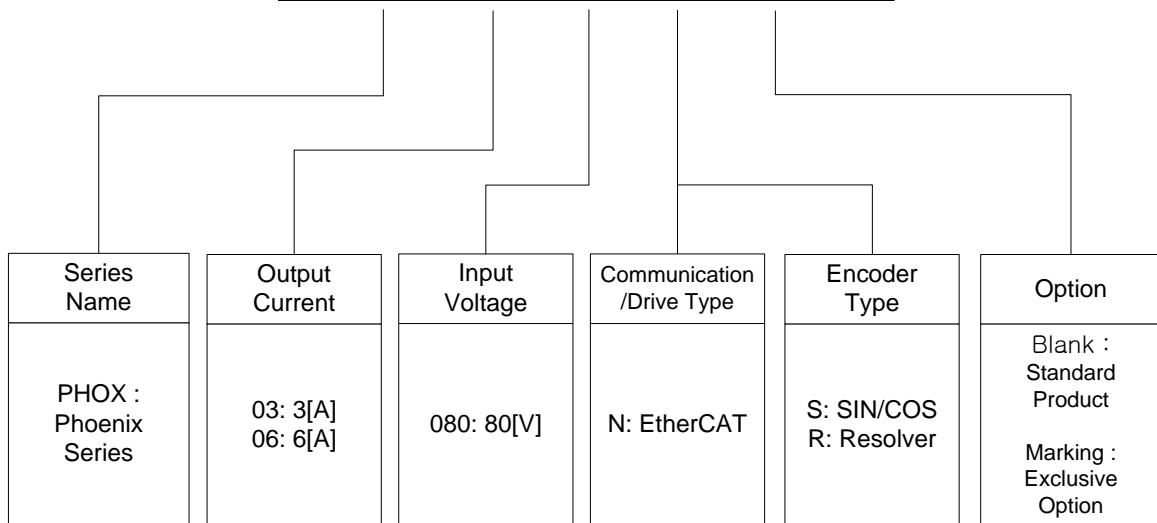 Series
Name
Output
Current
Input
Voltage
Communication
/Drive Type
Encoder
Type
Option
PHOX :
Phoenix
Series
03: 3[A]
06: 6[A]
080: 80[V]
N: EtherCAT
S: SIN/COS
R: Resolver
Blank :
Standard
Product
Marking :
Exclusive
Option